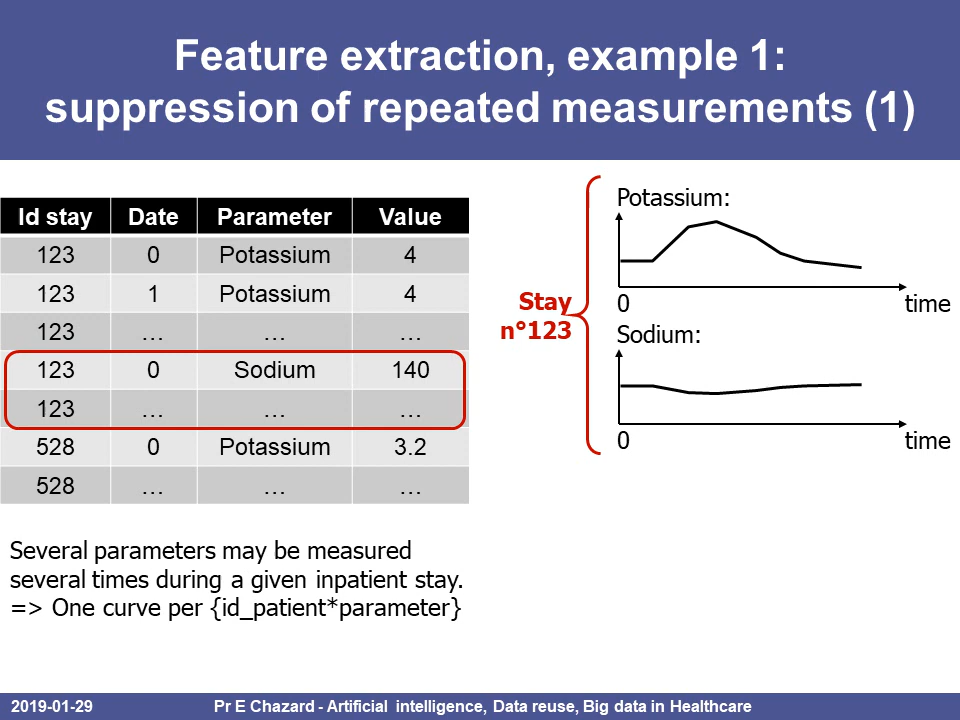 Feature extraction, example 1:
suppression of repeated measurements (1)
Id stay Date Parameter Value
123 0 Potassium 4
123 1 Potassium 4
123 … … …
123 0 Sodium 140
123 … … …
528 0 Potassium 3.2
528 … … …
Several parameters may be measured
several times during a given inpatient stay.
=> One curve per {id_patient*parameter}
Stay
n°123
Potassium:
0 time
Sodium:
0 time
2019-01-29 Pr E Chazard - Artificial intelligence, Data reuse, Big data in Healthcare